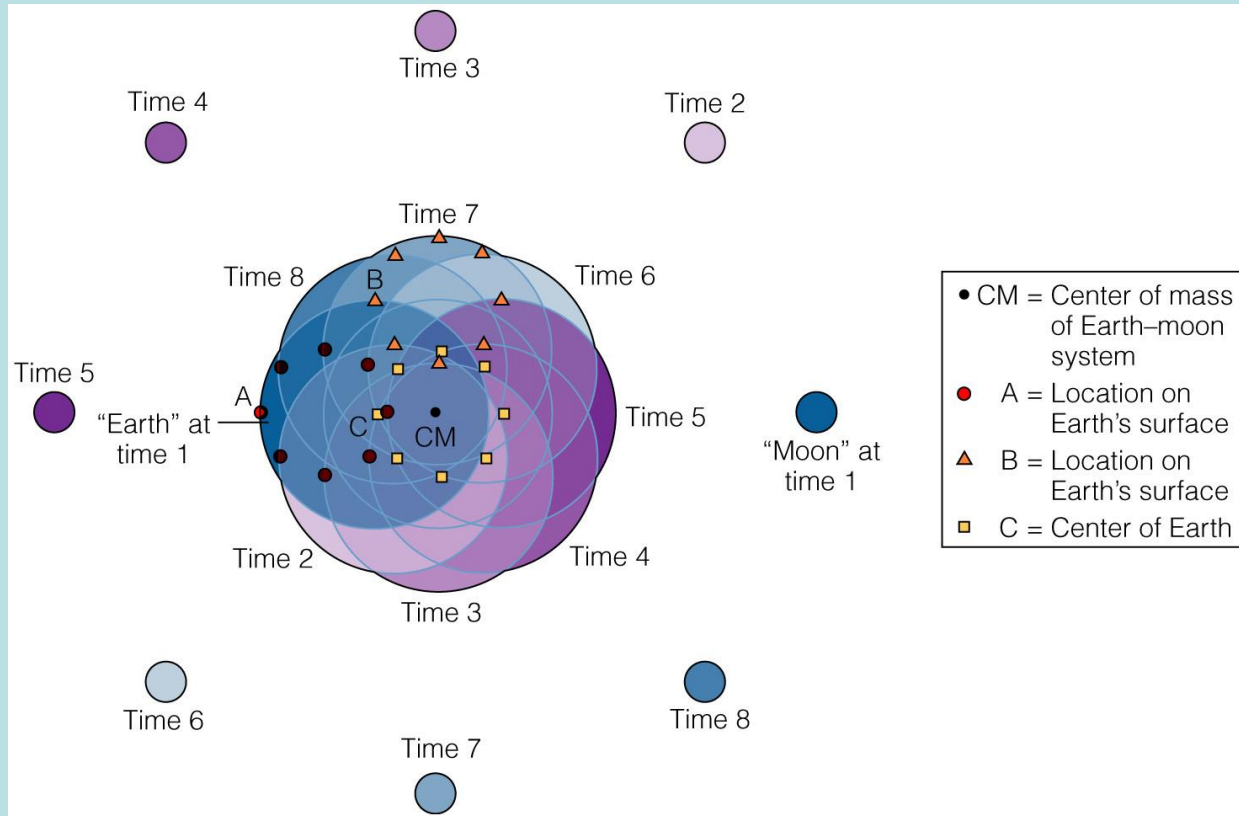 Time 3
Time 4
Time 2
Time 7
Time 8
B
Time 6
Time 5
A
“Earth” at
time 1
C
CM
Time 5
“Moon” at
time 1
Time 2
Time 4
Time 3
Time 6
Time 8
Time 7
CM = Center of mass
of Earth–moon
system
A = Location on
Earth’s surface
B = Location on
Earth’s surface
C = Center of Earth